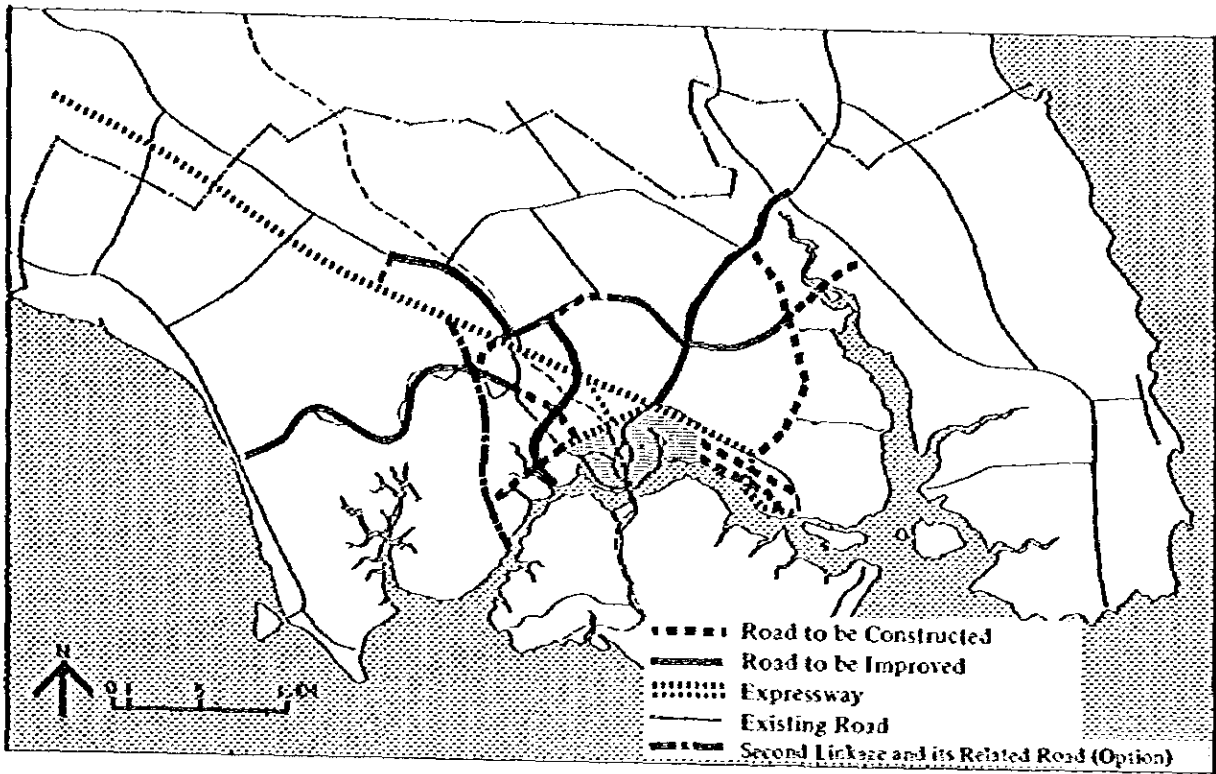 Road to be Constructed
Road to be Improved
Expressway
Existing Road
Second Linkage and its Related Road (Option)
N
0 1